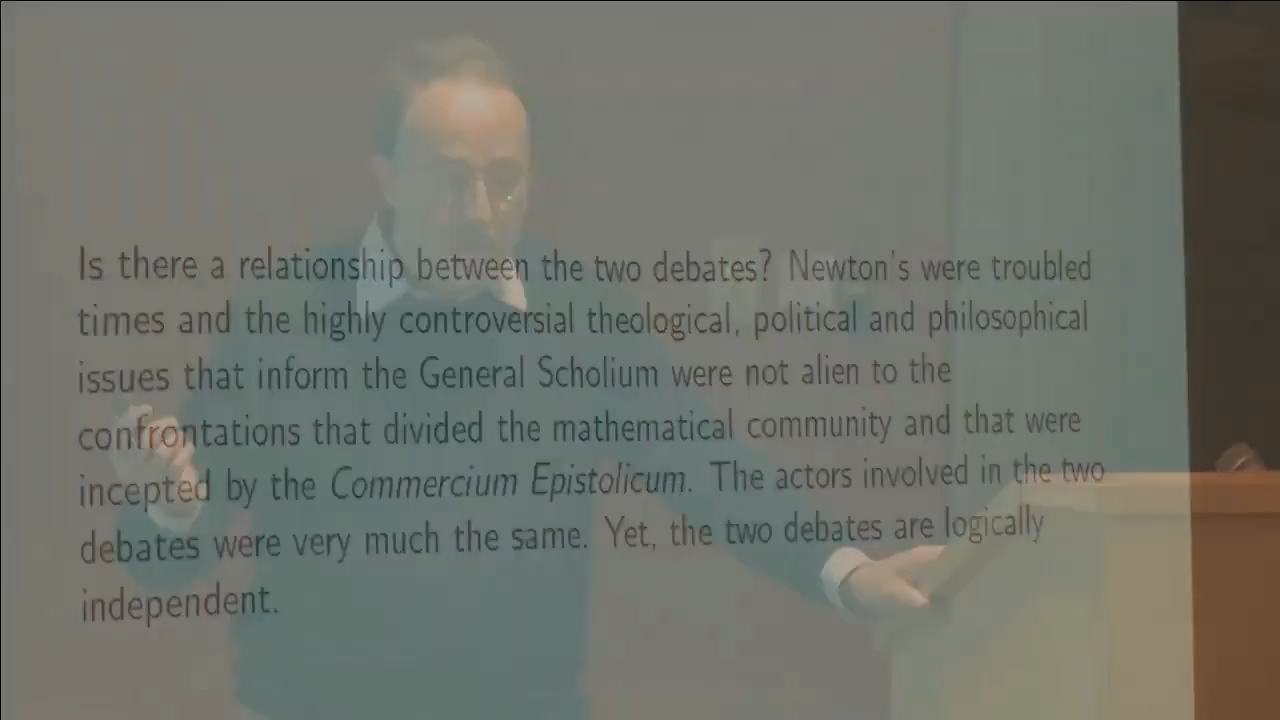 Is there a relationship between the two debates? Newton's were troubled
times and the highly controversial theological, political and philosophical
issues that inform the General Scholium were not alien to the
confrontations that divided the mathematical community and that were
incepted by the Commercium Epistolicum. The actors involved in the two
debates were very much the same. Yet, the two debates are logically
independent.